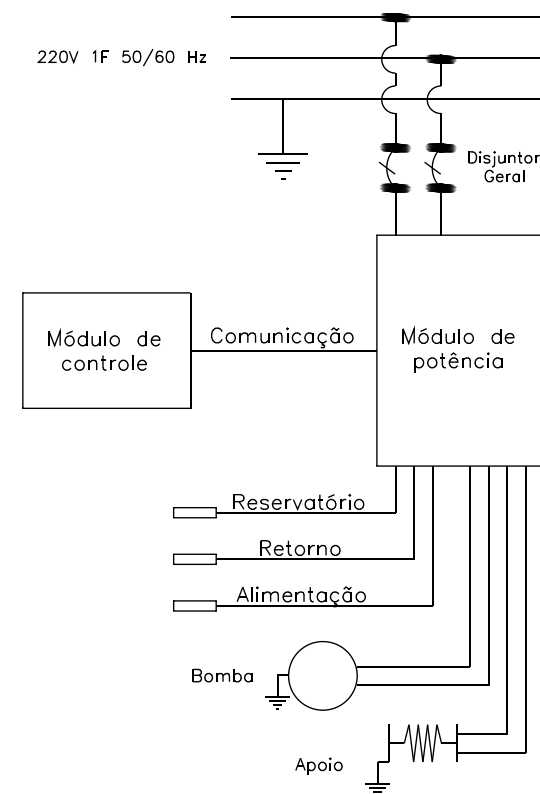 220V 1F 50/60 Hz
Disjuntor
Geral
Módulo de
controle
Comunicação
Módulo de
potência
Reservatório
Retorno
Alimentação
Bomba
Apoio